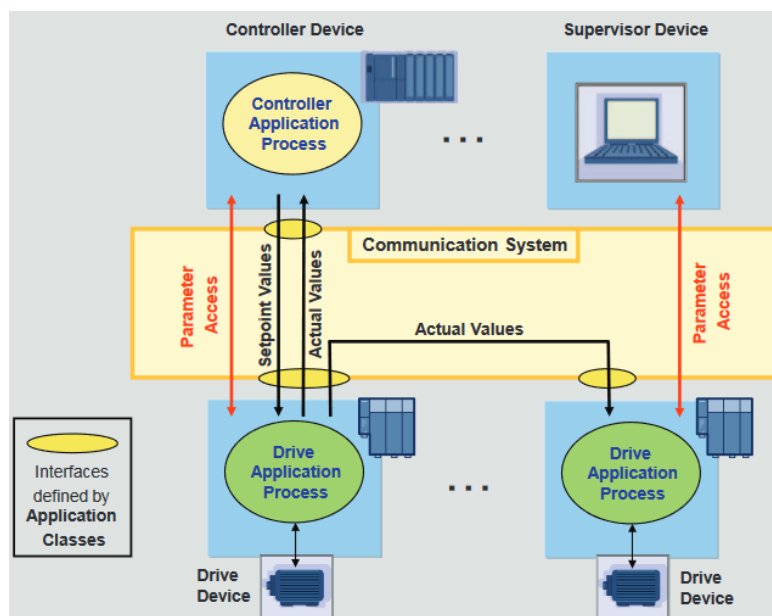 Controller Device
Supervisor Device
Controller
Application
Process
. . .
Communication System
Parameter
Access
Setpoint Values
Actual Values
Actual Values
Parameter
Access
Interfaces
defined by
Application
Classes
Drive
Application
Process
. . .
Drive
Application
Process
Drive
Device
Drive
Device